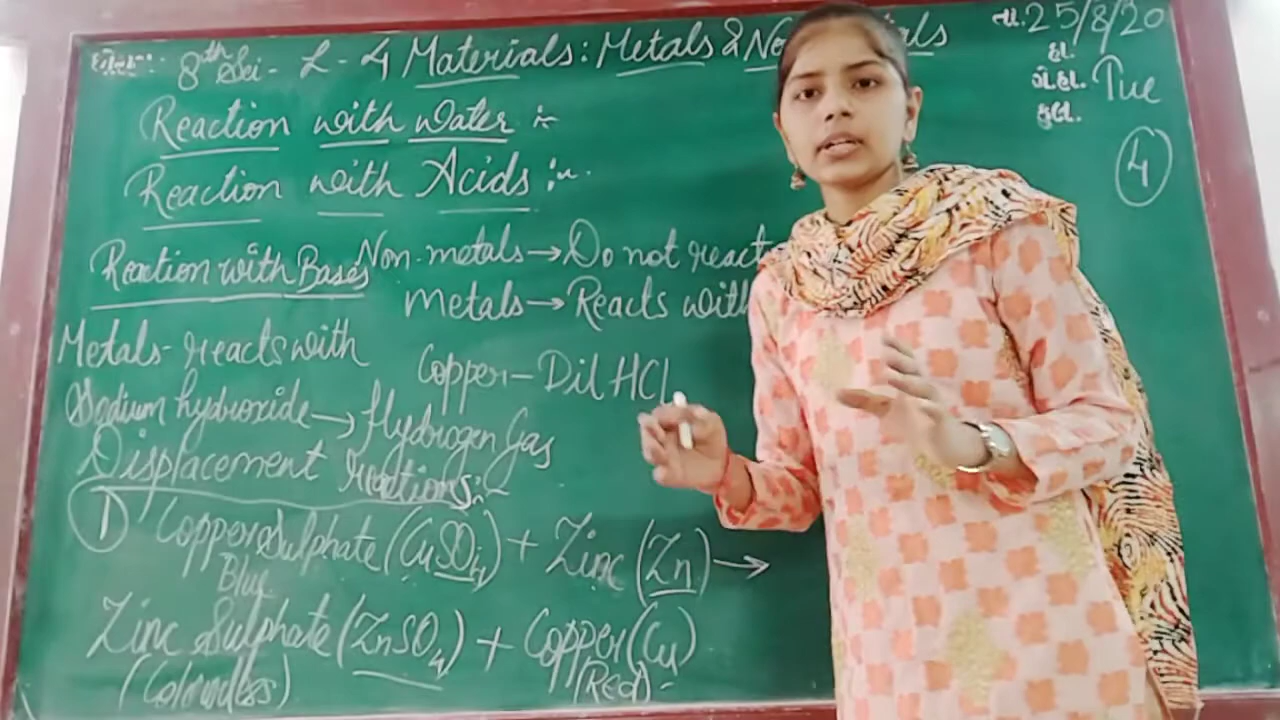 8th Sci - L - 4 Materials: Metals & No als
તા. 25/8/20
હા.
ગે.હા. Tue
કુલ.
4
Reaction with Water :-
Reaction with Acids :-
Reaction with Bases
Non-metals → Do not react
Metals → Reacts with
Metals - reacts with
Sodium hydroxide → Hydrogen Gas
Copper - Dil HCl
Displacement Reactions :-
1 Copper Sulphate (CuSO4) + Zinc (Zn) →
Blue
Zinc Sulphate (ZnSO4) + Copper (Cu)
(Colourless) (Red) -